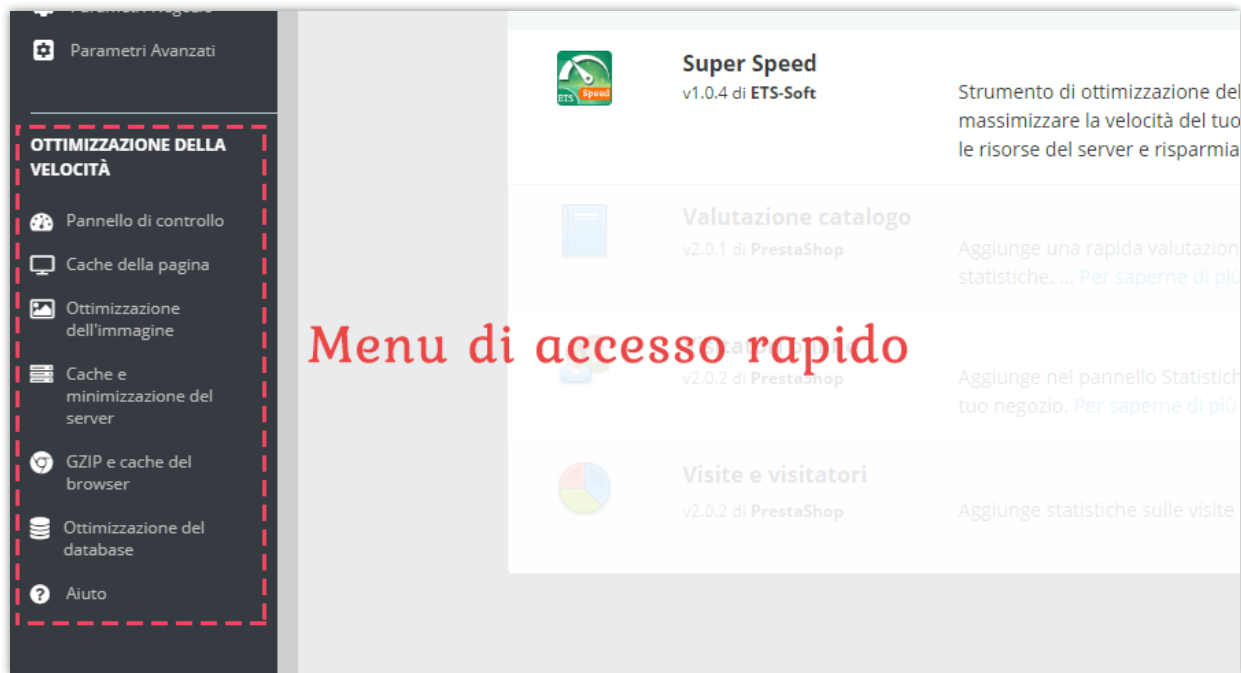 Parametri Avanzati
OTTIMIZZAZIONE DELLA
VELOCITÀ
Pannello di controllo
Cache della pagina
Ottimizzazione
dell'immagine
Cache e
minimizzazione del
server
GZIP e cache del
browser
Ottimizzazione del
database
Aiuto
Menu di accesso rapido
ETS Speed
Super Speed
v1.0.4 di ETS-Soft
Strumento di ottimizzazione del
massimizzare la velocità del tuo
le risorse del server e risparmia
Valutazione catalogo
v2.0.1 di PrestaShop
Aggiunge una rapida valutazion
statistiche. ... Per saperne di più
v2.0.2 di PrestaShop
Aggiunge nel pannello Statistich
tuo negozio. Per saperne di più
Visite e visitatori
v2.0.2 di PrestaShop
Aggiunge statistiche sulle visite